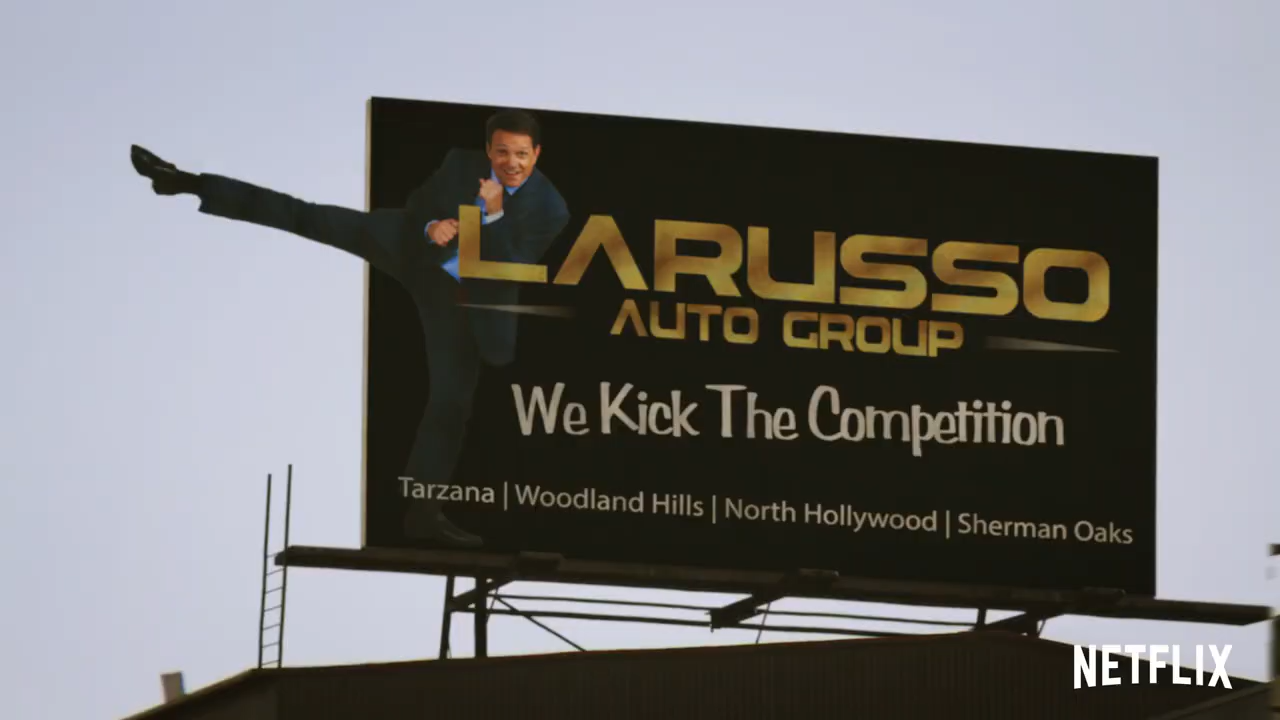 LARUSSO
AUTO GROUP
We Kick The Competition
Tarzana | Woodland Hills | North Hollywood | Sherman Oaks
NETFLIX